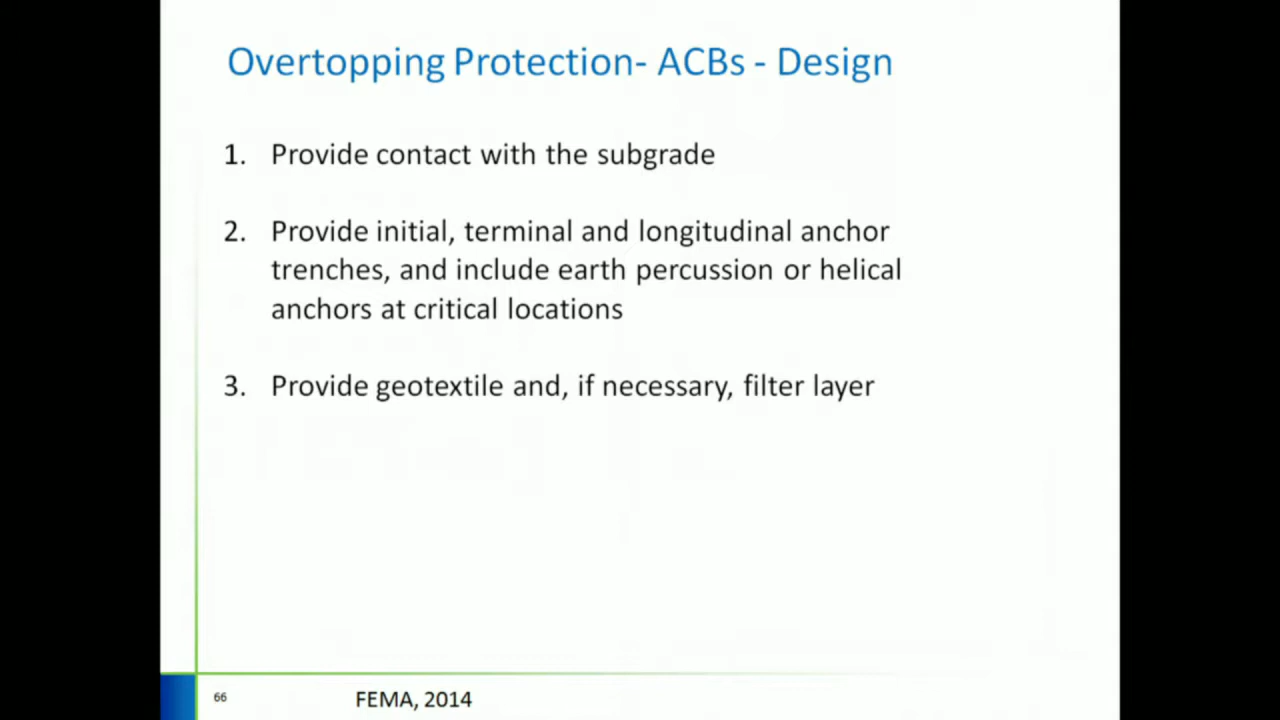 Overtopping Protection- ACBs - Design
1. Provide contact with the subgrade
2. Provide initial, terminal and longitudinal anchor
trenches, and include earth percussion or helical
anchors at critical locations
3. Provide geotextile and, if necessary, filter layer
66
FEMA, 2014